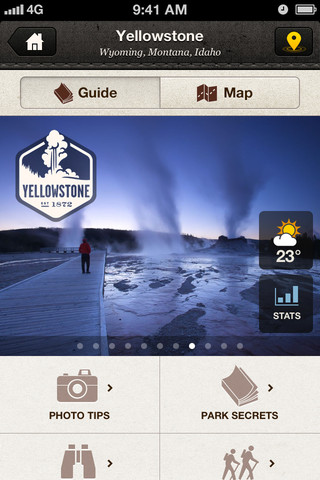 4G 9:41 AM
Yellowstone
Wyoming, Montana, Idaho
Guide Map
YELLOWSTONE
EST 1872
23°
STATS
PHOTO TIPS PARK SECRETS